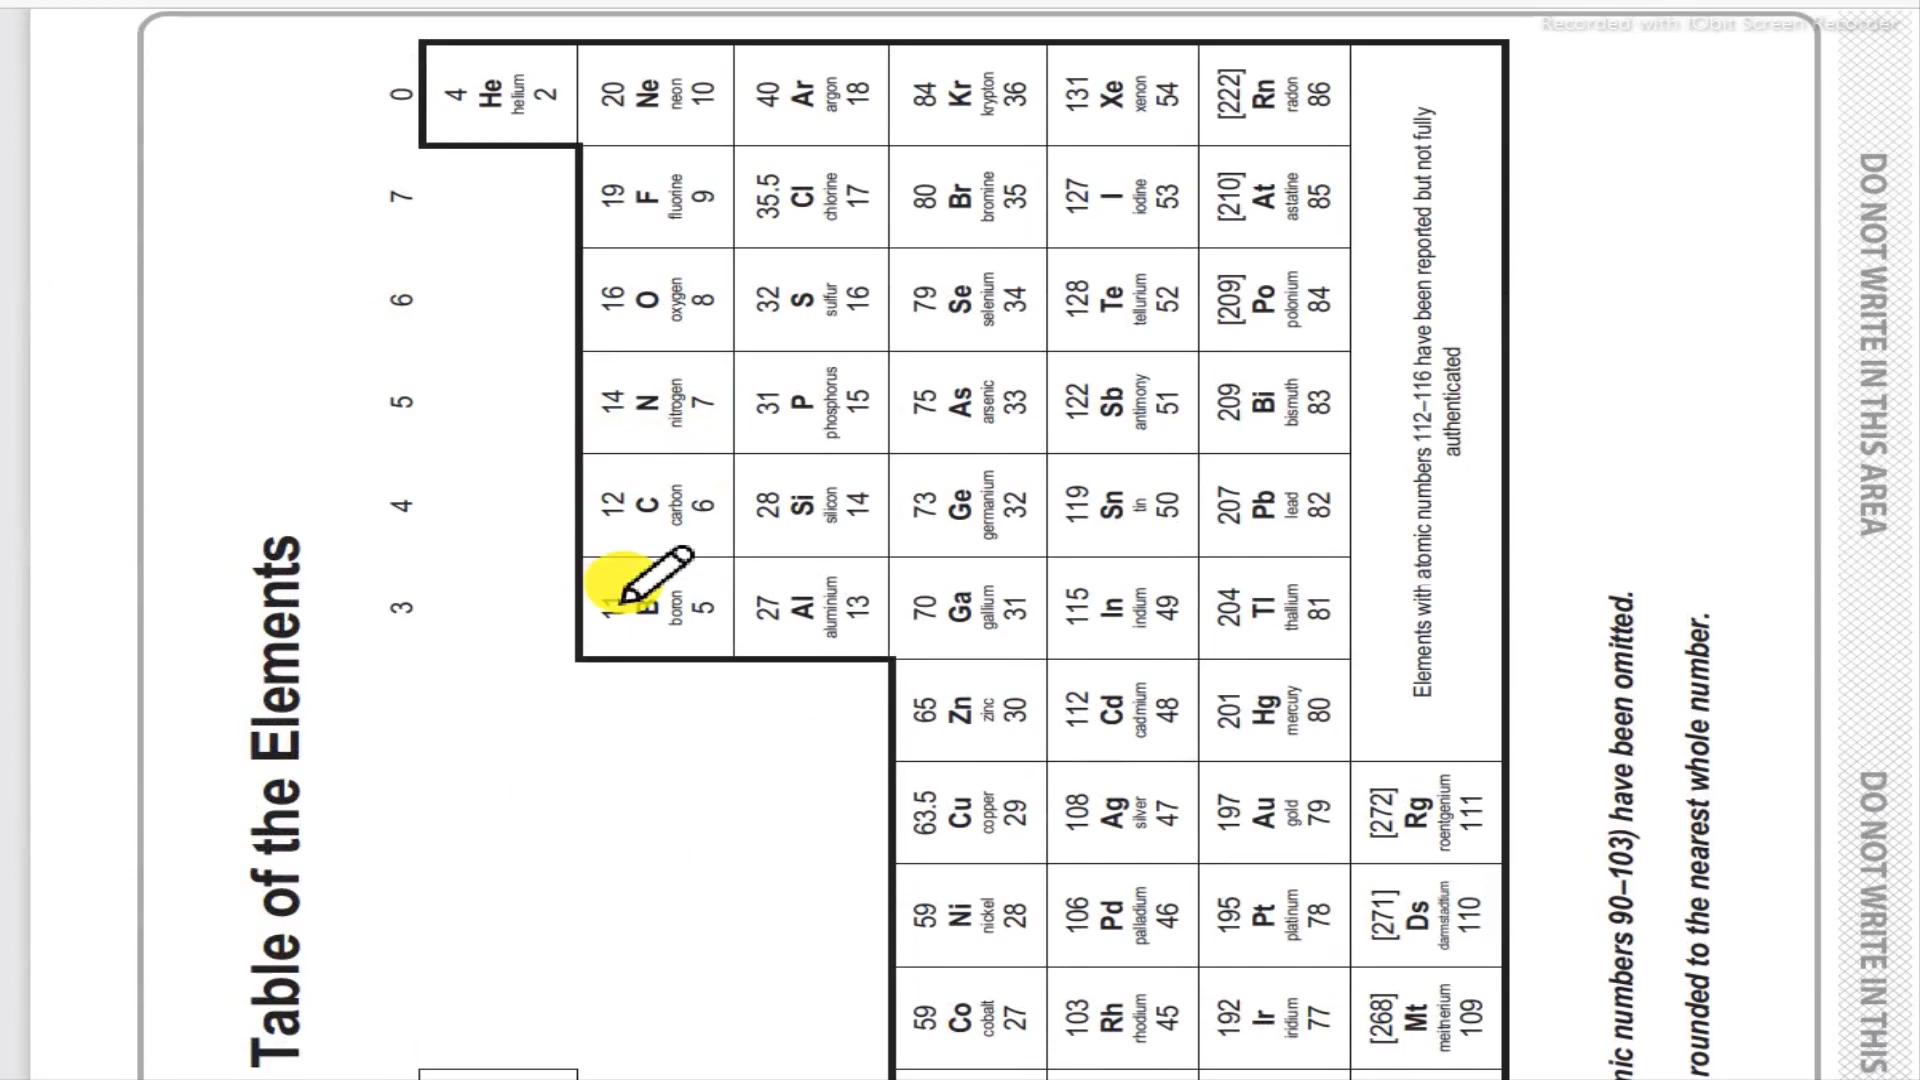 Recorded with IObit Screen Recorder
Table of the Elements
3 4 5 6 7 0
4
He
helium
2
11
B
boron
5
12
C
carbon
6
14
N
nitrogen
7
16
O
oxygen
8
19
F
fluorine
9
20
Ne
neon
10
27
Al
aluminium
13
28
Si
silicon
14
31
P
phosphorus
15
32
S
sulfur
16
35.5
Cl
chlorine
17
40
Ar
argon
18
59
Co
cobalt
27
59
Ni
nickel
28
63.5
Cu
copper
29
65
Zn
zinc
30
70
Ga
gallium
31
73
Ge
germanium
32
75
As
arsenic
33
79
Se
selenium
34
80
Br
bromine
35
84
Kr
krypton
36
103
Rh
rhodium
45
106
Pd
palladium
46
108
Ag
silver
47
112
Cd
cadmium
48
115
In
indium
49
119
Sn
tin
50
122
Sb
antimony
51
128
Te
tellurium
52
127
I
iodine
53
131
Xe
xenon
54
192
Ir
iridium
77
195
Pt
platinum
78
197
Au
gold
79
201
Hg
mercury
80
204
Tl
thallium
81
207
Pb
lead
82
209
Bi
bismuth
83
[209]
Po
polonium
84
[210]
At
astatine
85
[222]
Rn
radon
86
[268]
Mt
meitnerium
109
[271]
Ds
darmstadtium
110
[272]
Rg
roentgenium
111
Elements with atomic numbers 112–116 have been reported but not fully
authenticated
mic numbers 90–103) have been omitted.
rounded to the nearest whole number.
DO NOT WRITE IN THIS
DO NOT WRITE IN THIS AREA